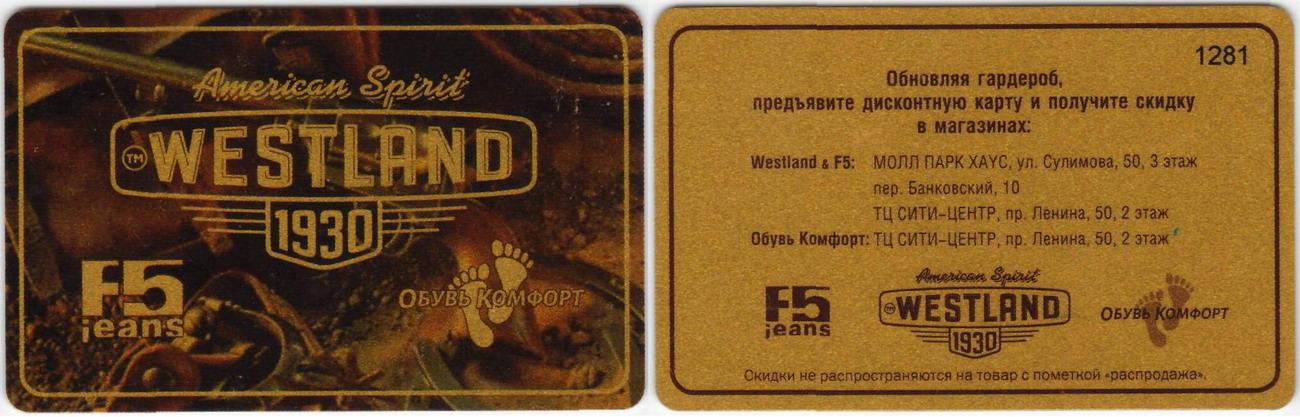 American Spirit
TM WESTLAND
1930
F5
jeans
ОБУВЬ КОМФОРТ
1281
Обновляя гардероб,
предъявите дисконтную карту и получите скидку
в магазинах:
Westland & F5: МОЛЛ ПАРК ХАУС, ул. Сулимова, 50, 3 этаж
пер. Банковский, 10
ТЦ СИТИ-ЦЕНТР, пр. Ленина, 50, 2 этаж
Обувь Комфорт: ТЦ СИТИ-ЦЕНТР, пр. Ленина, 50, 2 этаж
F5
jeans
American Spirit
TM WESTLAND
1930
ОБУВЬ КОМФОРТ
Скидки не распространяются на товар с пометкой «распродажа».